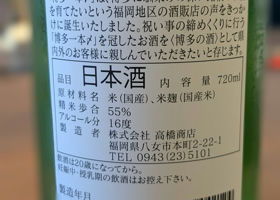 を育てたいという福岡地区の酒販店の声をきっか
けに誕生いたしました。祝い事の締めくくりに行う
「博多一本〆」を冠したお酒を〈博多の酒〉として県
内外の皆様に親しんでいただきたいと存じます。
品目 日本酒 内容量 720ml
原材料名 米(国産)、米麹(国産米)
精米歩合 55%
アルコール分 16度
製造者 株式会社 高橋商店
福岡県八女市本町2-22-1
TEL 0943(23)5101
飲酒は20歳になってから。
妊娠中・授乳期の飲酒はお控え下さい。
製造年月